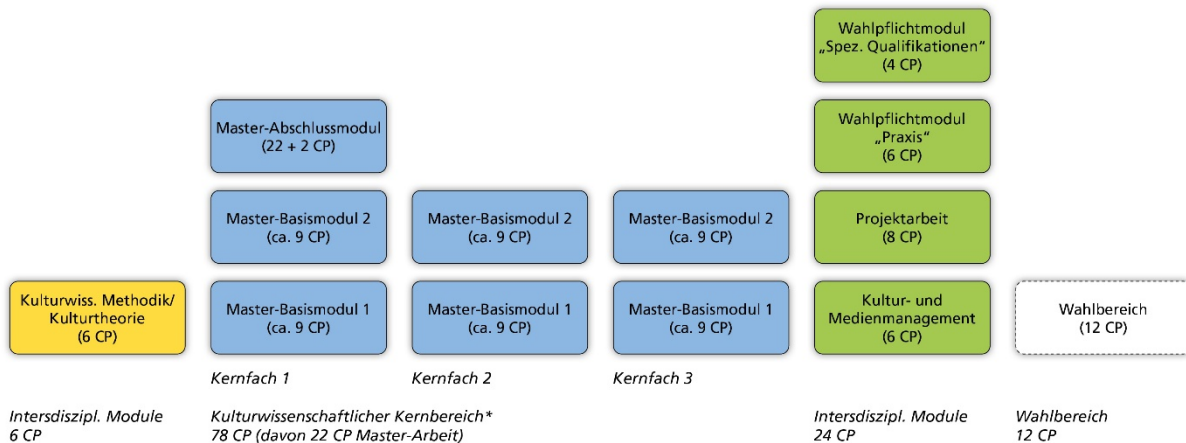 Wahlpflichtmodul
„Spez. Qualifikationen“
(4 CP)
Master-Abschlussmodul
(22 + 2 CP)
Wahlpflichtmodul
„Praxis“
(6 CP)
Master-Basismodul 2
(ca. 9 CP)
Master-Basismodul 2
(ca. 9 CP)
Master-Basismodul 2
(ca. 9 CP)
Projektarbeit
(8 CP)
Kulturwiss. Methodik/
Kulturtheorie
(6 CP)
Master-Basismodul 1
(ca. 9 CP)
Master-Basismodul 1
(ca. 9 CP)
Master-Basismodul 1
(ca. 9 CP)
Kultur- und
Medienmanagement
(6 CP)
Wahlbereich
(12 CP)
Kernfach 1
Kernfach 2
Kernfach 3
Intersdiszipl. Module
6 CP
Kulturwissenschaftlicher Kernbereich*
78 CP (davon 22 CP Master-Arbeit)
Intersdiszipl. Module
24 CP
Wahlbereich
12 CP